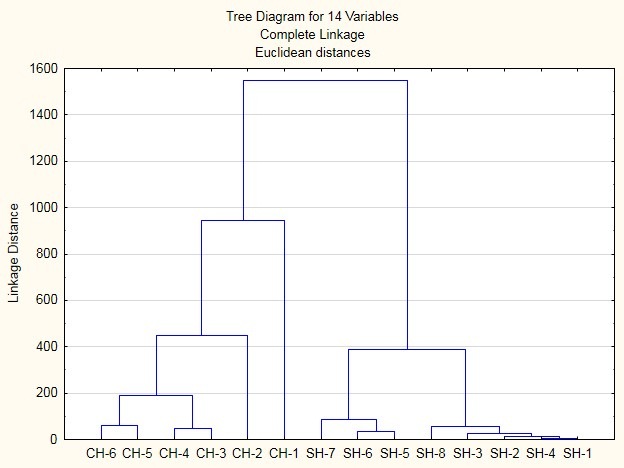 Tree Diagram for 14 Variables
Complete Linkage
Euclidean distances
1600
1400
1200
1000
800
600
400
200
0
Linkage Distance
CH-6 CH-5 CH-4 CH-3 CH-2 CH-1 SH-7 SH-6 SH-5 SH-8 SH-3 SH-2 SH-4 SH-1